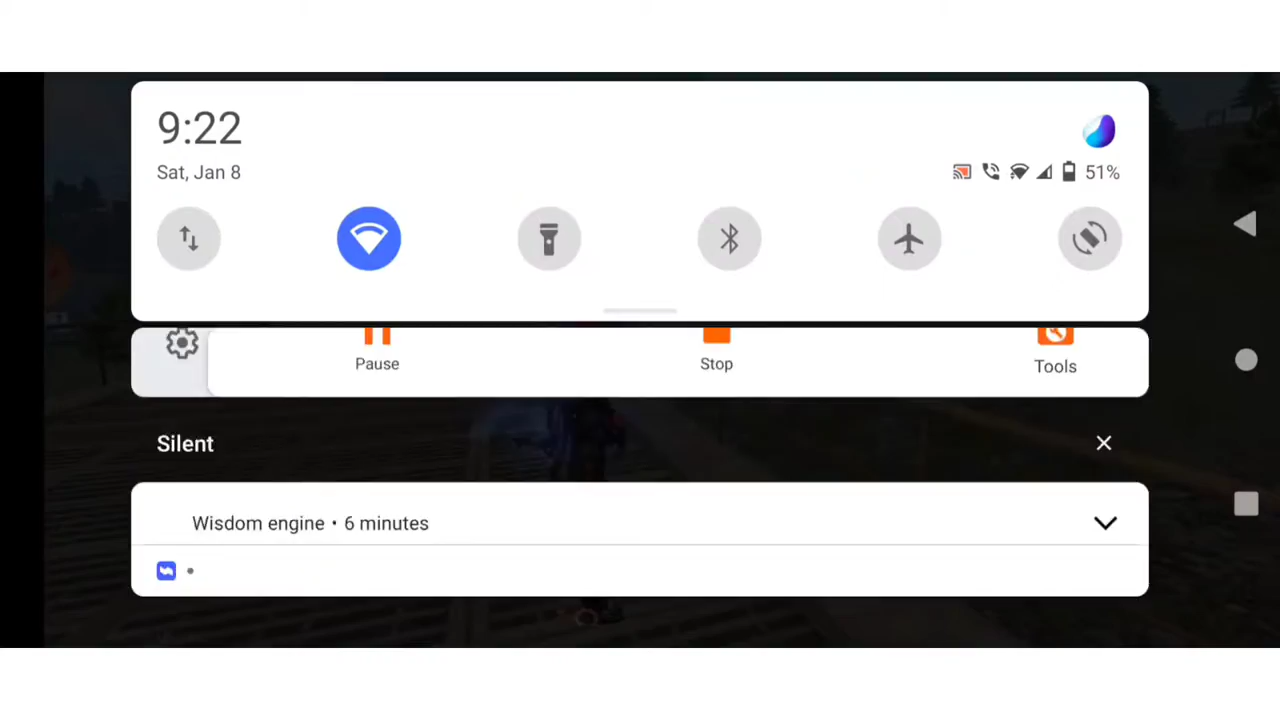 9:22
Sat, Jan 8
51%
Pause
Stop
Tools
Silent
Wisdom engine • 6 minutes